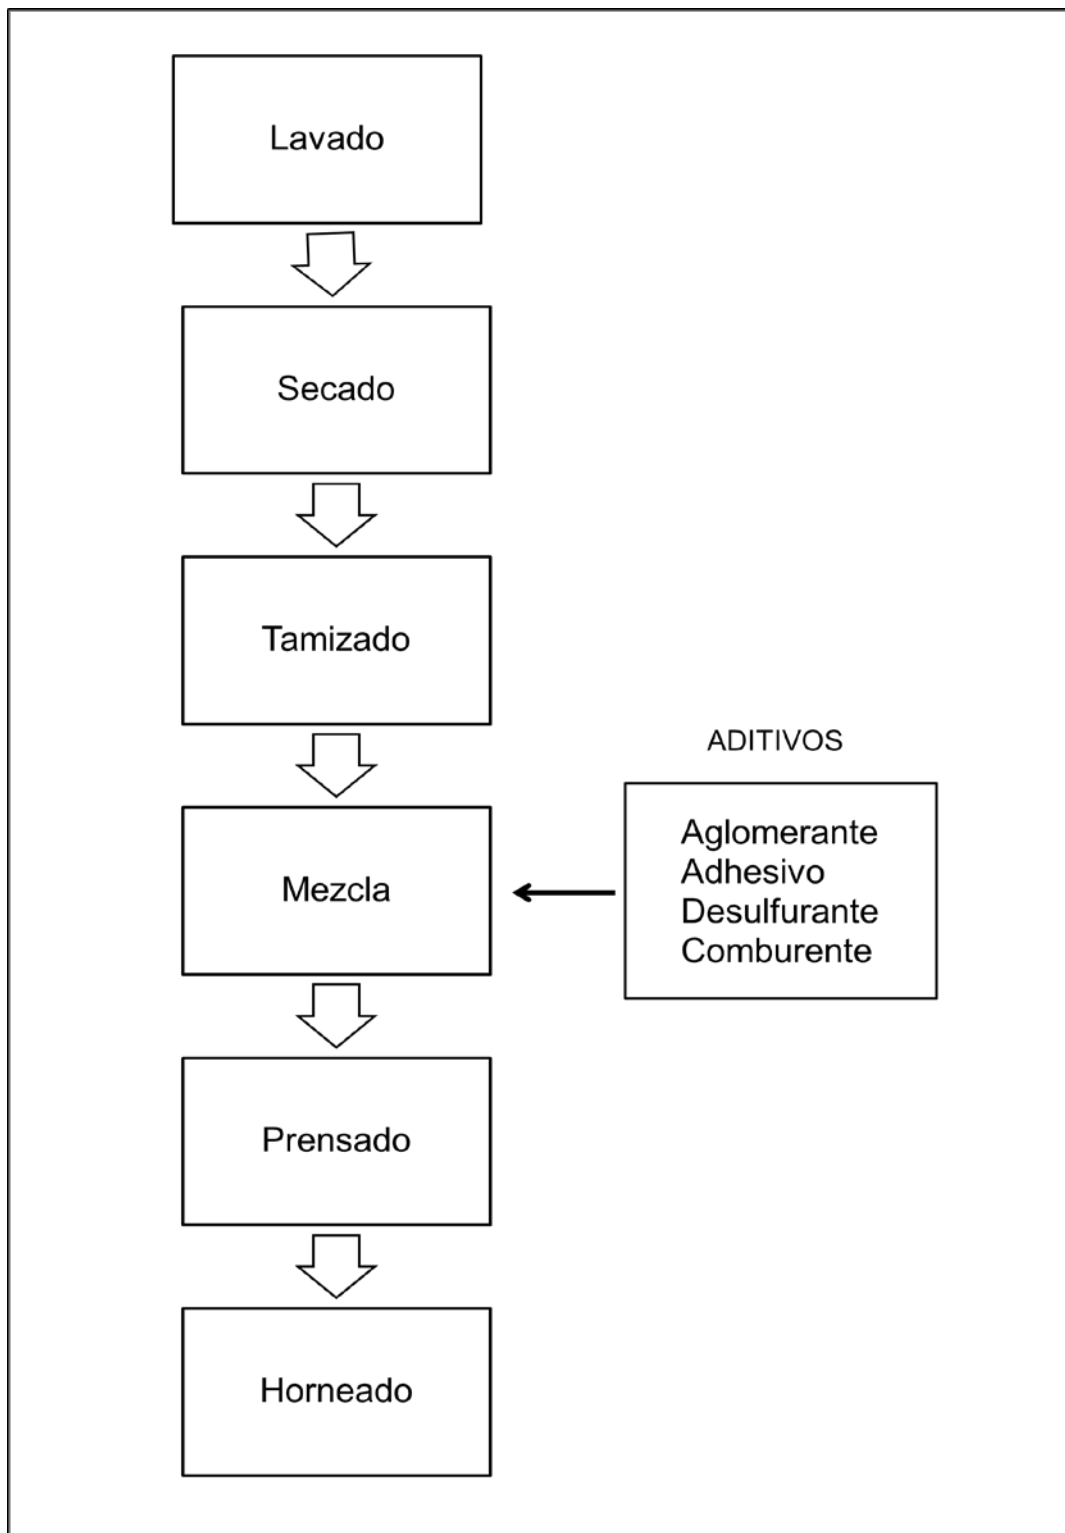 Lavado
Secado
Tamizado
ADITIVOS
Mezcla
Aglomerante
Adhesivo
Desulfurante
Comburente
Prensado
Horneado